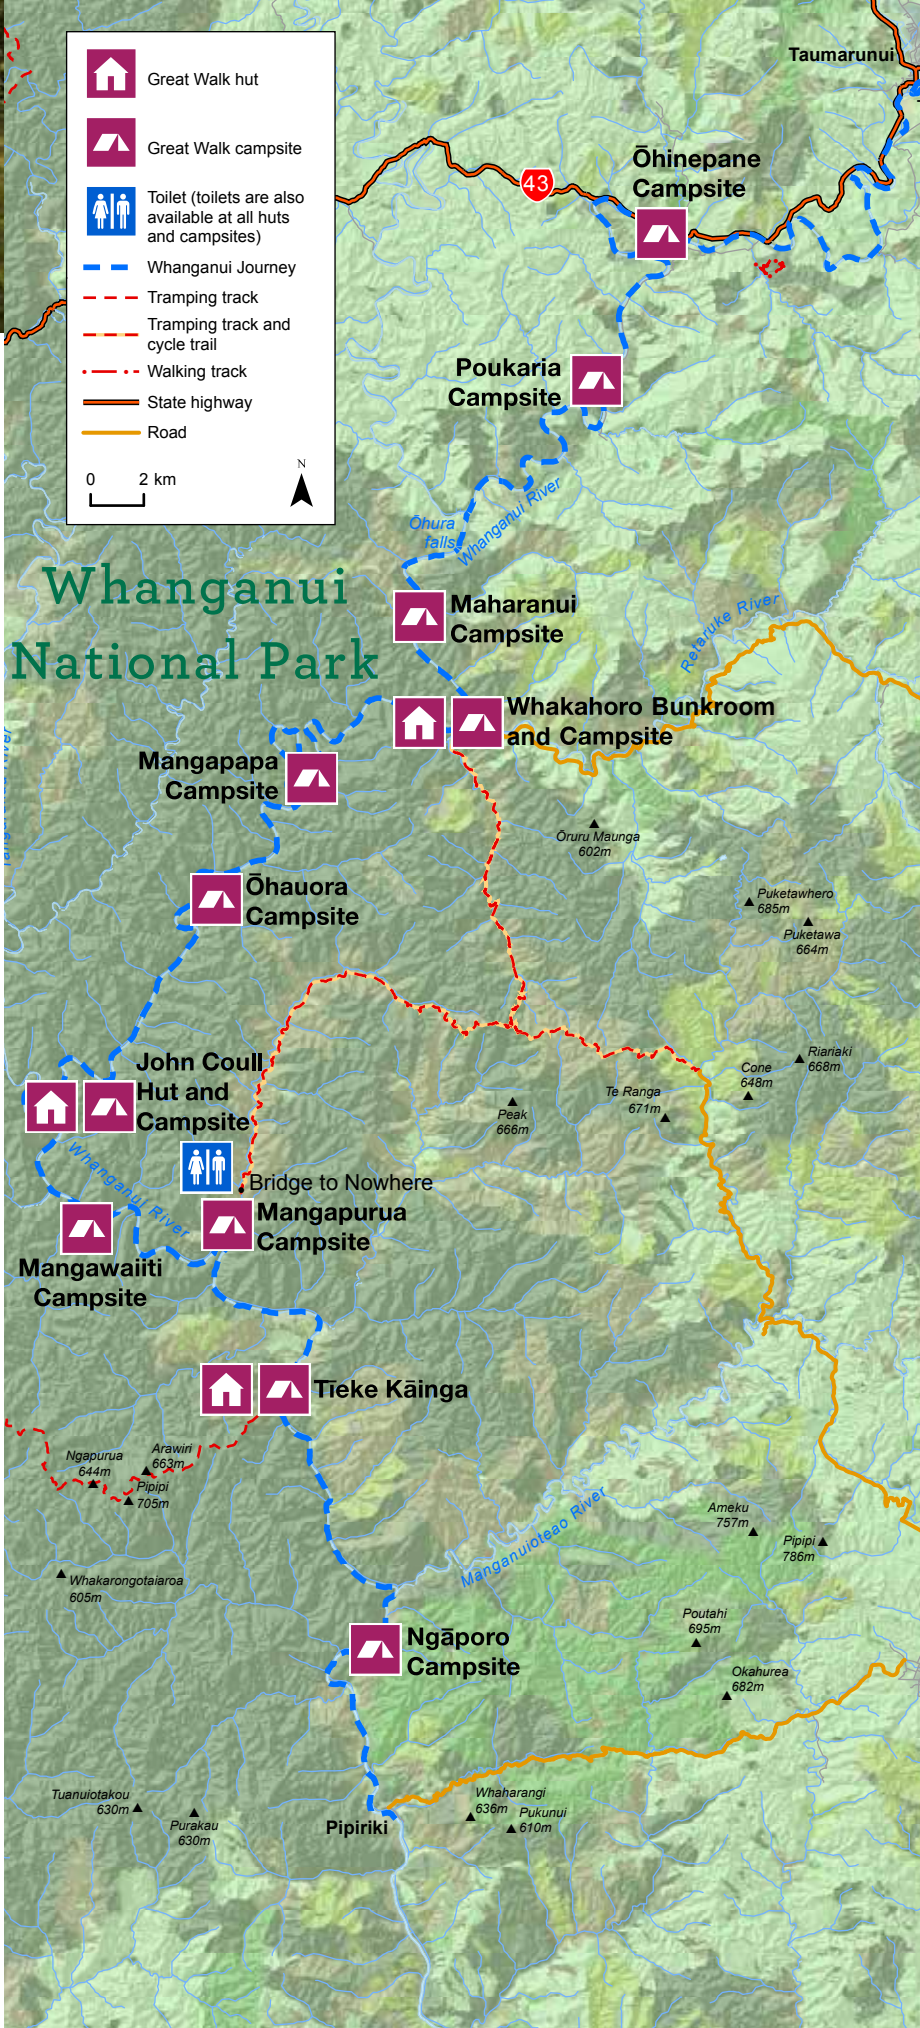 Great Walk hut
Great Walk campsite
Toilet (toilets are also
available at all huts
and campsites)
Whanganui Journey
Tramping track
Tramping track and
cycle trail
Walking track
State highway
Road
0 2 km
N
Taumarunui
43
Ōhinepane
Campsite
Poukaria
Campsite
Ōhura
falls
Whanganui River
Whanganui
National Park
Maharanui
Campsite
Retaruke River
Whakahoro Bunkroom
and Campsite
Mangapapa
Campsite
Ōruru Maunga
602m
Ōhauora
Campsite
Puketawhero
685m
Puketawa
664m
John Coull
Hut and
Campsite
Riariaki
668m
Cone
648m
Te Ranga
671m
Peak
666m
Whanganui River
Bridge to Nowhere
Mangapurua
Campsite
Mangawaiiti
Campsite
Tīeke Kāinga
Ngapurua
644m
Arawiri
663m
Pipipi
705m
Manganuioteao River
Ameku
757m
Pipipi
786m
Whakarongotaiaroa
605m
Poutahi
695m
Ngāporo
Campsite
Okahurea
682m
Tuanuiotakou
630m
Purakau
630m
Pipiriki
Whaharangi
636m
Pukunui
610m